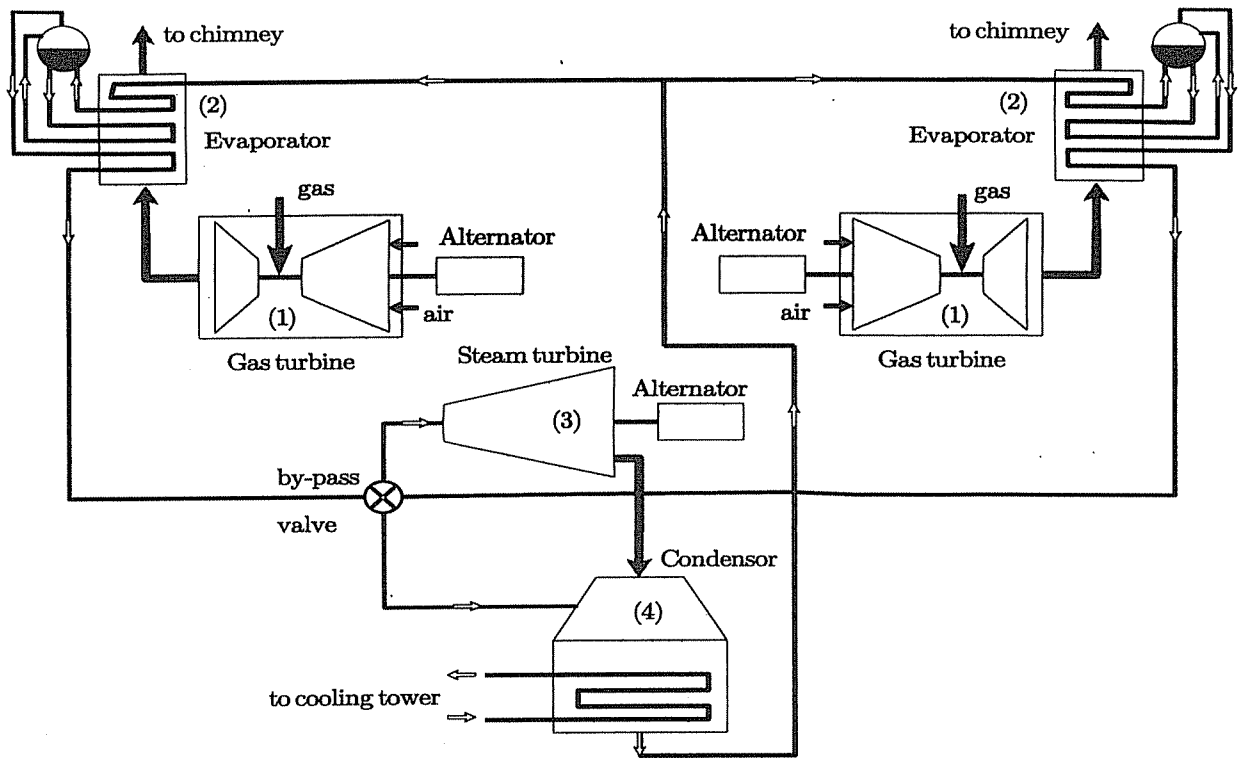 to chimney
to chimney
(2)
(2)
Evaporator
Evaporator
gas
gas
Alternator
Alternator
(1)
air
air
(1)
Gas turbine
Steam turbine
Gas turbine
Alternator
(3)
by-pass
valve
Condensor
(4)
to cooling tower